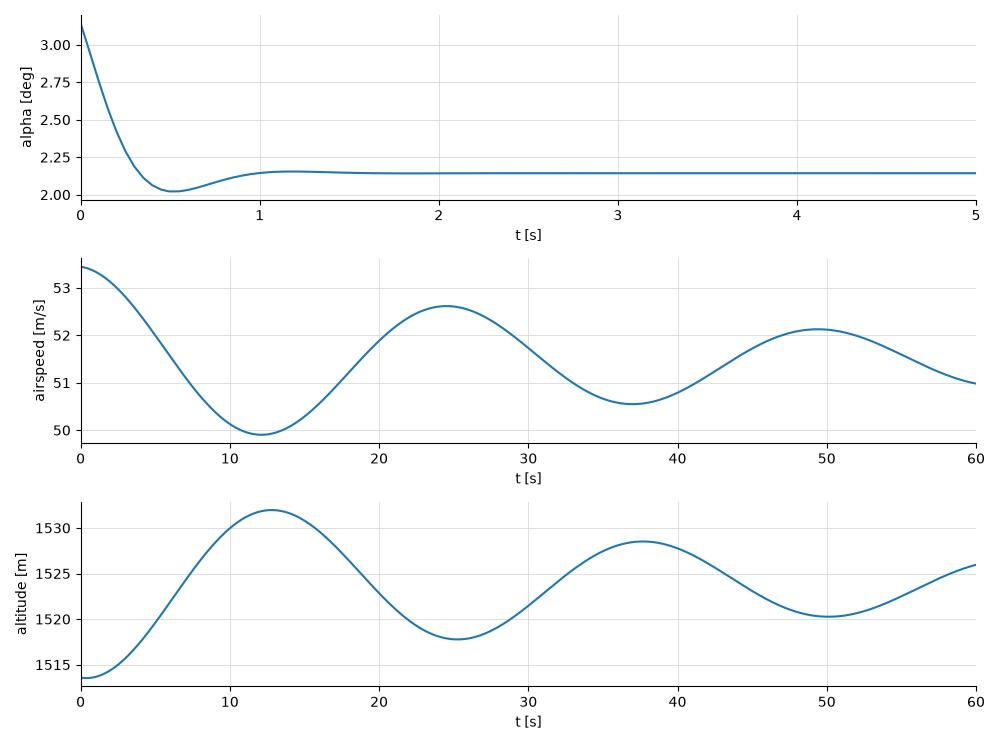 alpha [deg]
3.00
2.75
2.50
2.25
2.00
0 1 2 3 4 5
t [s]
airspeed [m/s]
53
52
51
50
0 10 20 30 40 50 60
t [s]
altitude [m]
1530
1525
1520
1515
0 10 20 30 40 50 60
t [s]